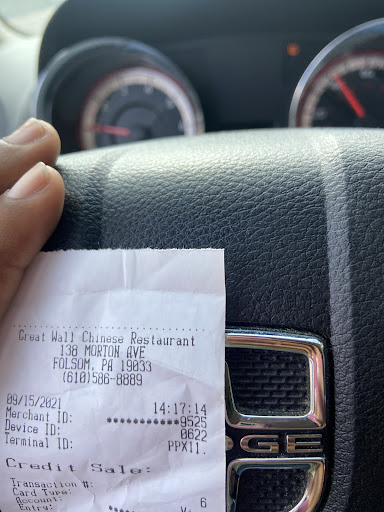 Great Wall Chinese Restaurant
138 MORTON AVE
FOLSOM, PA 19033
(610)586-8889
09/15/2021 14:17:14
Merchant ID: ********9525
Device ID: 0622
Terminal ID: PPX11.
Credit Sale:
Transaction #: 6
Card Type:
Account:
Entry:
DGE